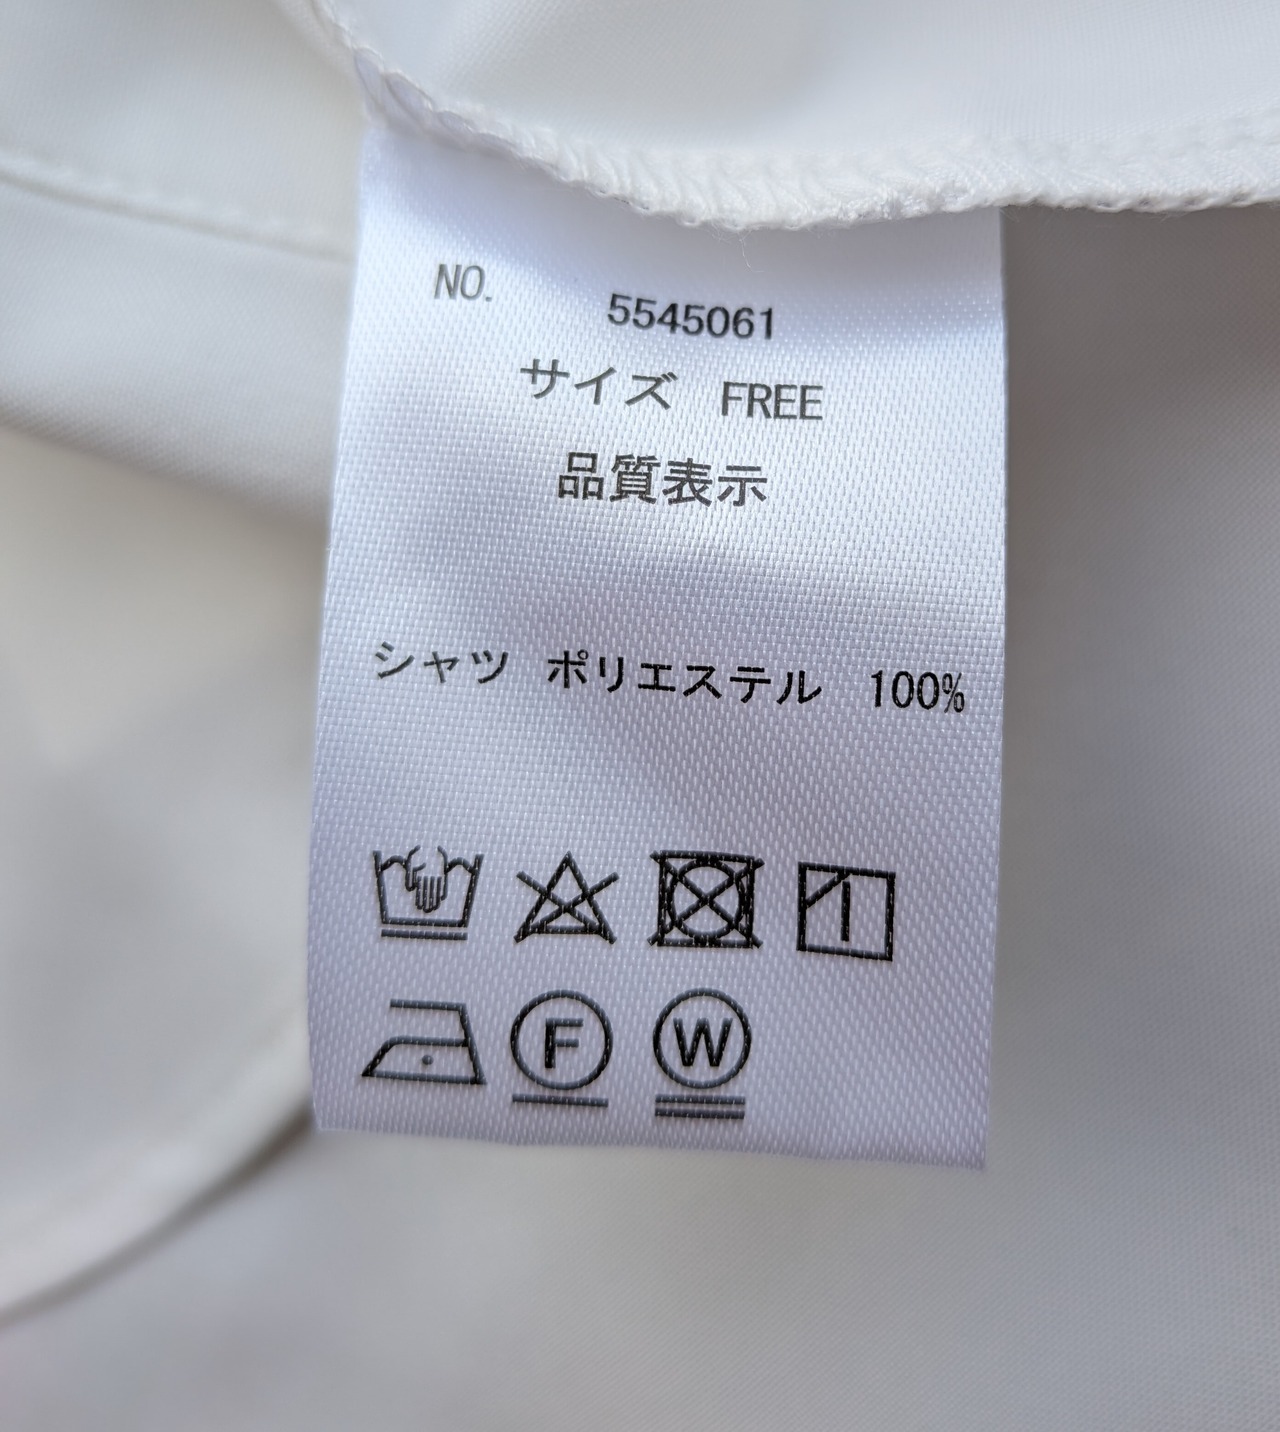 NO. 5545061
サイズ FREE
品質表示
シャツ ポリエステル 100%
F W